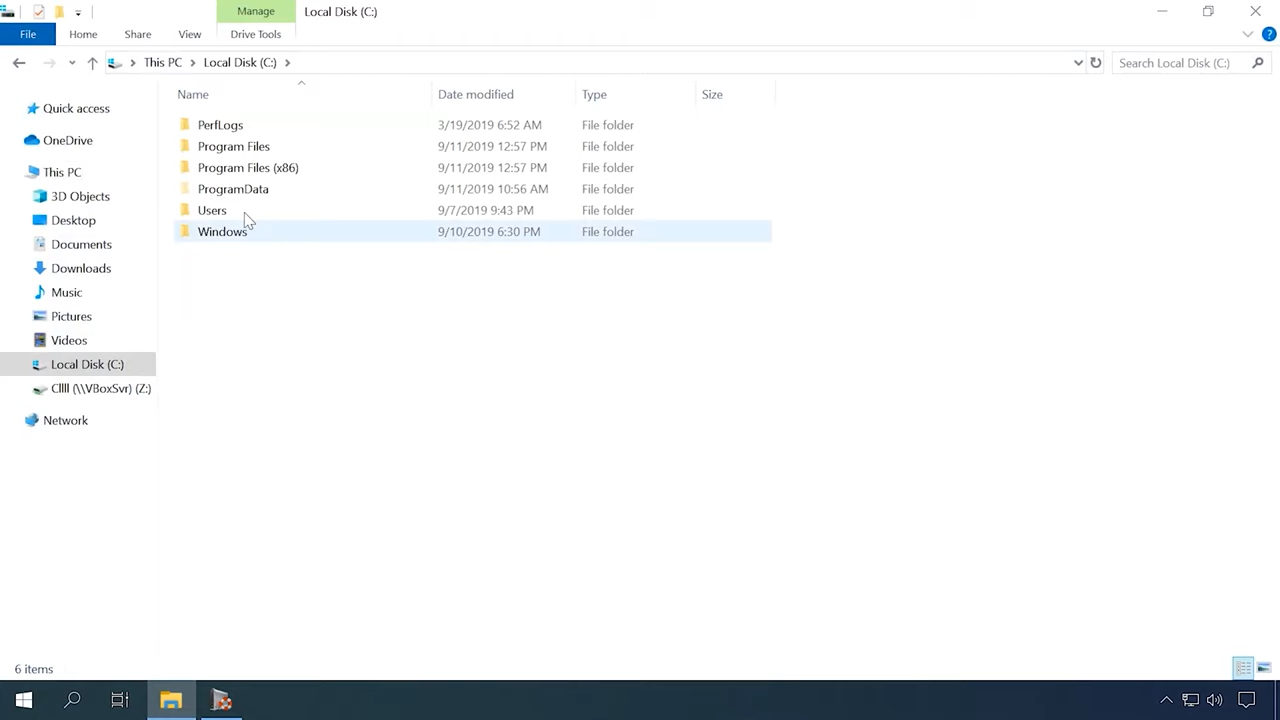 Manage
Local Disk (C:)
File
Home
Share
View
Drive Tools
?
This PC
Local Disk (C:)
Search Local Disk (C:)
Name
Date modified
Type
Size
Quick access
OneDrive
This PC
3D Objects
Desktop
Documents
Downloads
Music
Pictures
Videos
Local Disk (C:)
Cllll (\\VBoxSvr) (Z:)
Network
PerfLogs 3/19/2019 6:52 AM File folder
Program Files 9/11/2019 12:57 PM File folder
Program Files (x86) 9/11/2019 12:57 PM File folder
ProgramData 9/11/2019 10:56 AM File folder
Users 9/7/2019 9:43 PM File folder
Windows 9/10/2019 6:30 PM File folder
6 items